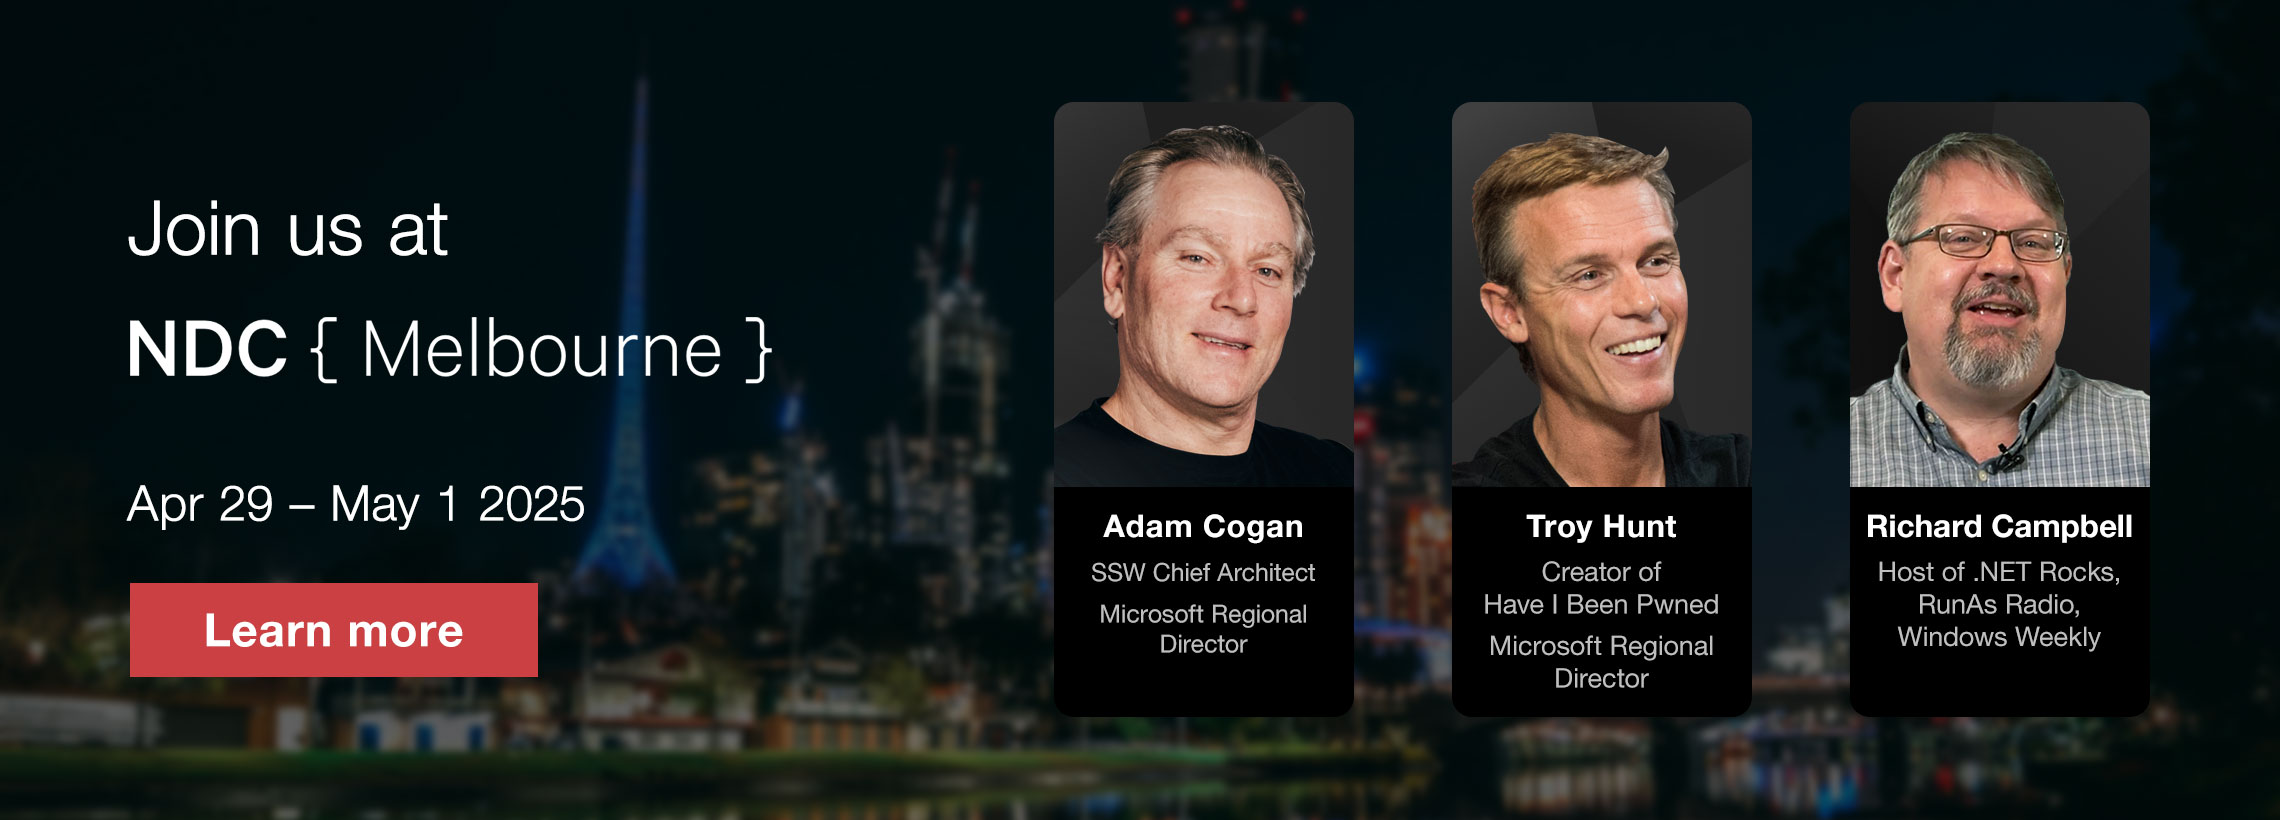 Join us at
NDC { Melbourne }
Apr 29 – May 1 2025
Learn more
Adam Cogan
SSW Chief Architect
Microsoft Regional
Director
Troy Hunt
Creator of
Have I Been Pwned
Microsoft Regional
Director
Richard Campbell
Host of .NET Rocks,
RunAs Radio,
Windows Weekly